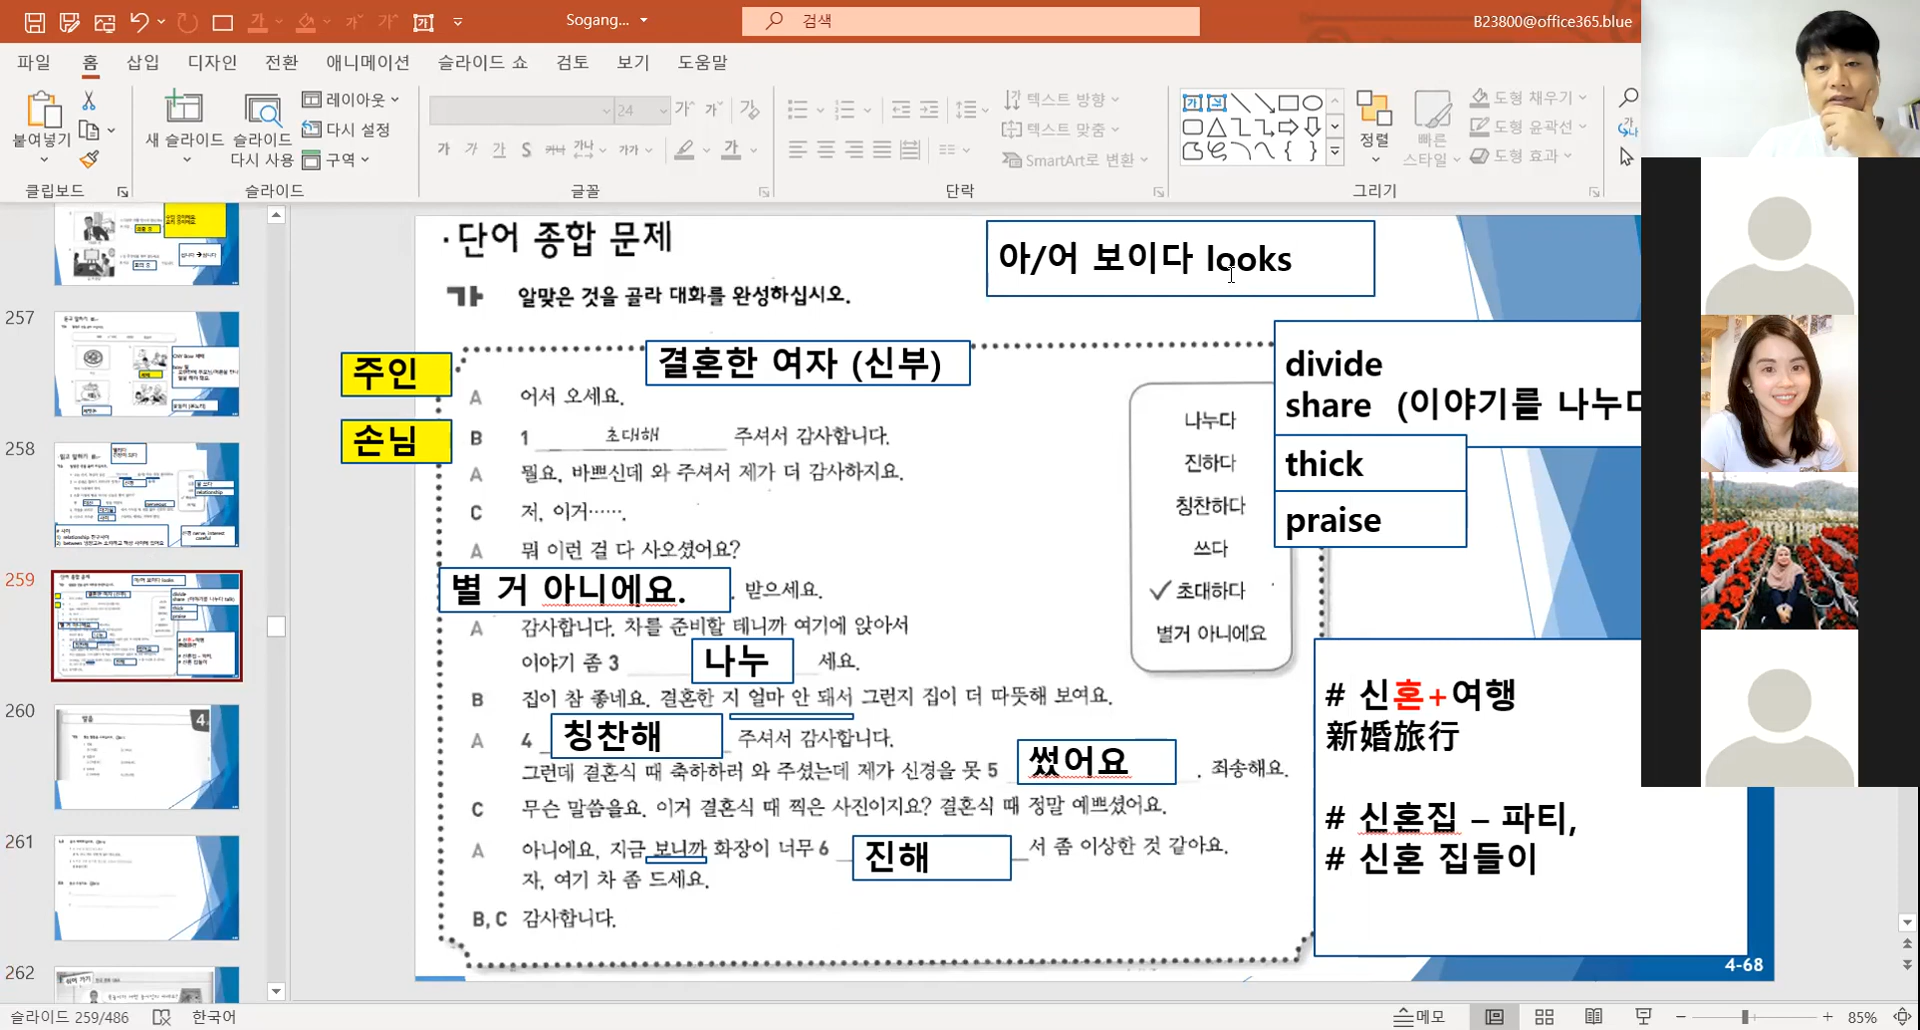 Sogang...
검색
B23800@office365.blue
파일 홈 삽입 디자인 전환 애니메이션 슬라이드 쇼 검토 보기 도움말
붙여넣기
새 슬라이드
슬라이드 다시 사용
레이아웃
다시 설정
구역
24
텍스트 방향
텍스트 맞춤
SmartArt로 변환
정렬
빠른 스타일
도형 채우기
도형 윤곽선
도형 효과
클립보드 슬라이드 글꼴 단락 그리기
257
258
259
260
261
262
· 단어 종합 문제
아/어 보이다 looks
가 알맞은 것을 골라 대화를 완성하십시오.
주인
결혼한 여자 (신부)
A 어서 오세요.
손님
B 1 초대해 주셔서 감사합니다.
A 뭘요. 바쁘신데 와 주셔서 제가 더 감사하지요.
C 저, 이거······.
A 뭐 이런 걸 다 사오셨어요?
별 거 아니에요. . 받으세요.
A 감사합니다. 차를 준비할 테니까 여기에 앉아서
이야기 좀 3 나누 세요.
B 집이 참 좋네요. 결혼한 지 얼마 안 돼서 그런지 집이 더 따뜻해 보여요.
A 4 칭찬해 주셔서 감사합니다.
그런데 결혼식 때 축하하러 와 주셨는데 제가 신경을 못 5 썼어요 . 죄송해요.
C 무슨 말씀을요. 이거 결혼식 때 찍은 사진이지요? 결혼식 때 정말 예쁘셨어요.
A 아니에요. 지금 보니까 화장이 너무 6 진해 서 좀 이상한 것 같아요.
자, 여기 차 좀 드세요.
B, C 감사합니다.
나누다
진하다
칭찬하다
쓰다
✓ 초대하다
별거 아니에요
divide
share (이야기를 나누다
thick
praise
# 신혼+여행
新婚旅行
# 신혼집 – 파티,
# 신혼 집들이
4-68
슬라이드 259/486
한국어
메모
85%